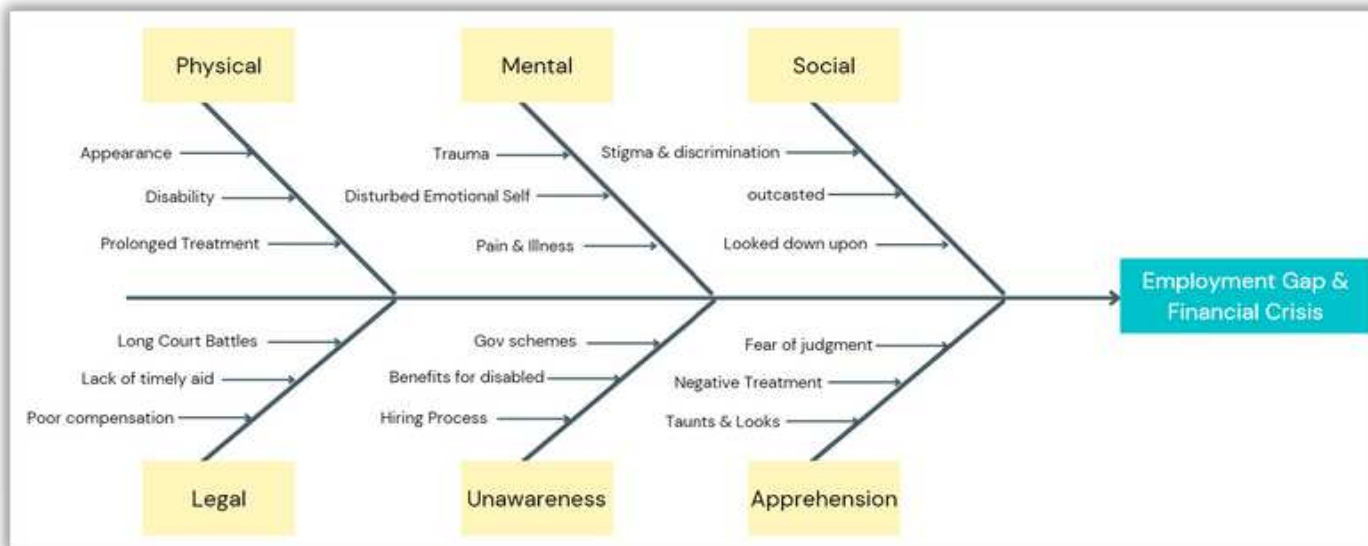 Physical
Mental
Social
Appearance
Disability
Prolonged Treatment
Trauma
Disturbed Emotional Self
Pain & Illness
Stigma & discrimination
outcasted
Looked down upon
Employment Gap &
Financial Crisis
Long Court Battles
Lack of timely aid
Poor compensation
Gov schemes
Benefits for disabled
Hiring Process
Fear of judgment
Negative Treatment
Taunts & Looks
Legal
Unawareness
Apprehension